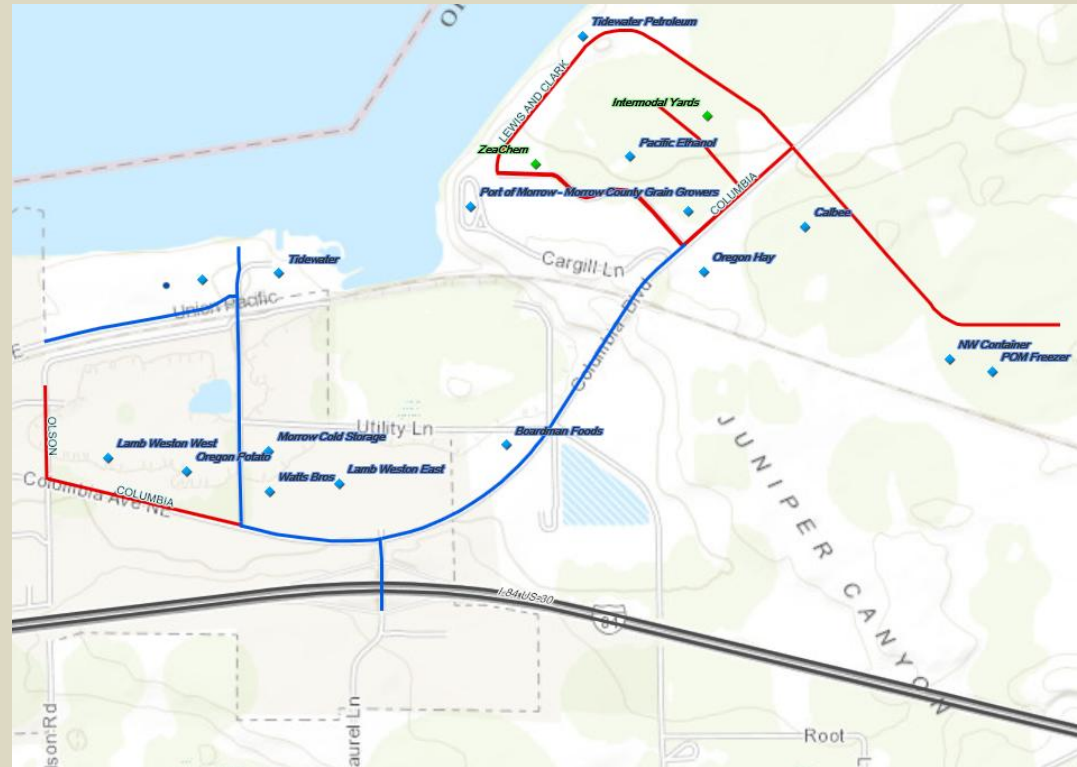 Tidewater Petroleum
LEWIS AND CLARK
Intermodal Yards
ZeaChem
Pacific Ethanol
COLUMBIA
Port of Morrow - Morrow County Grain Growers
Calbee
Cargill Ln
Oregon Hay
Tidewater
Union Pacific
Columbia Blvd
NW Container
POM Freezer
OLSON
Utility Ln
Boardman Foods
Morrow Cold Storage
Lamb Weston West
Oregon Potato
Lamb Weston East
Watts Bros
COLUMBIA
Columbia Ave NE
JUNIPER CANYON
I-84 US-30
84
son Rd
aurel Ln
Root